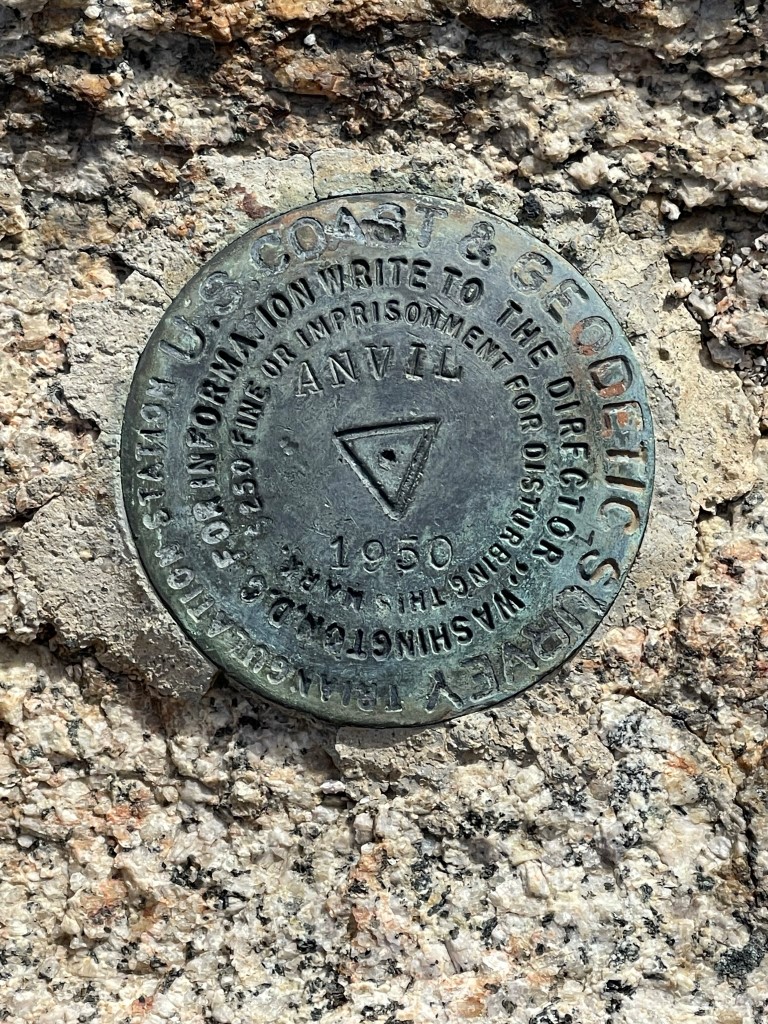 U.S. COAST & GEODETIC SURVEY
TRIANGULATION STATION
FOR INFORMATION WRITE TO THE DIRECTOR, WASHINGTON, D.C.
$250 FINE OR IMPRISONMENT FOR DISTURBING THIS MARK.
ANVIL
1950